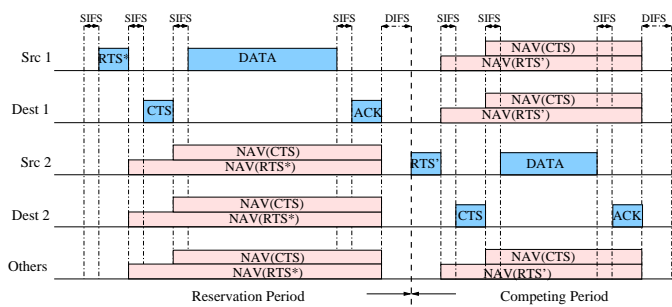 SIFS SIFS SIFS SIFS DIFS SIFS SIFS SIFS DIFS
Src 1 RTS* DATA NAV(CTS)
NAV(RTS')
Dest 1 CTS ACK NAV(CTS)
NAV(RTS')
Src 2 NAV(CTS) RTS' DATA
NAV(RTS*)
Dest 2 NAV(CTS) CTS ACK
NAV(RTS*)
Others NAV(CTS) NAV(CTS)
NAV(RTS*) NAV(RTS')
Reservation Period Competing Period